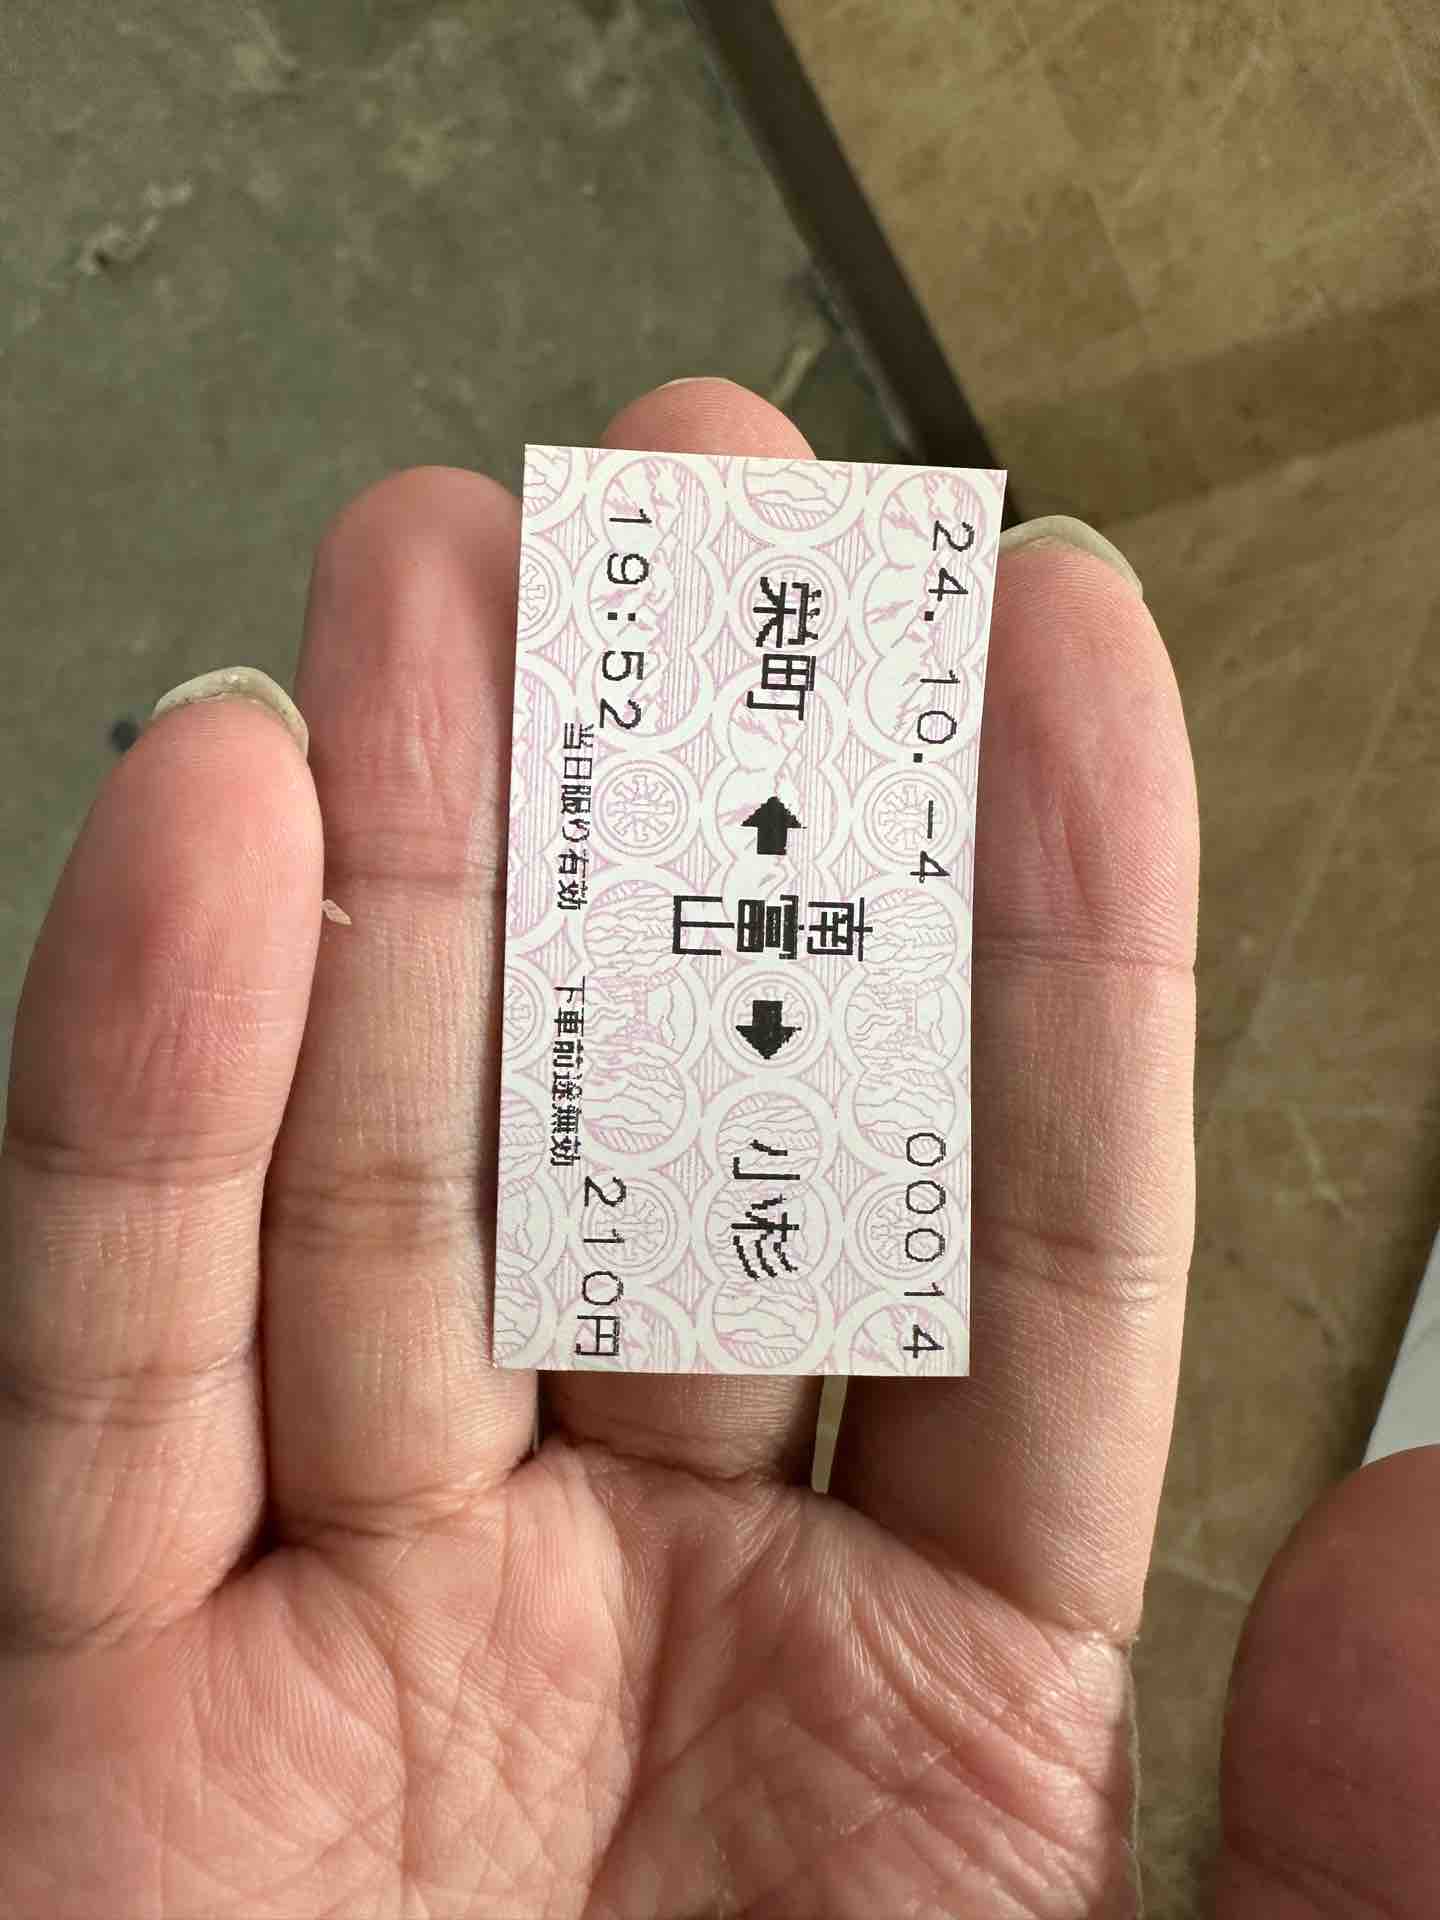 24.10.-4 00014
栄町 ← 南富山 → 小杉
19:52 210円
当日限り有効 下車前途無効